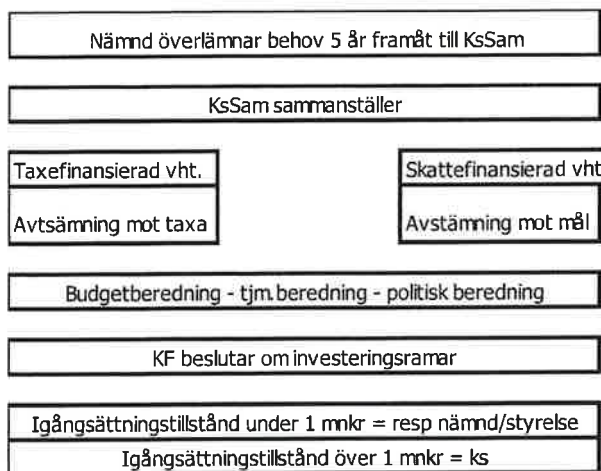 Nämnd överlämnar behov 5 år framåt till KsSam
KsSam sammanställer
Taxefinansierad vht.
Avtsämning mot taxa
Skattefinansierad vht
Avstämning mot mål
Budgetberedning - tjm.beredning - politisk beredning
KF beslutar om investeringsramar
Igångsättningstillstånd under 1 mnkr = resp nämnd/styrelse
Igångsättningstillstånd över 1 mnkr = ks